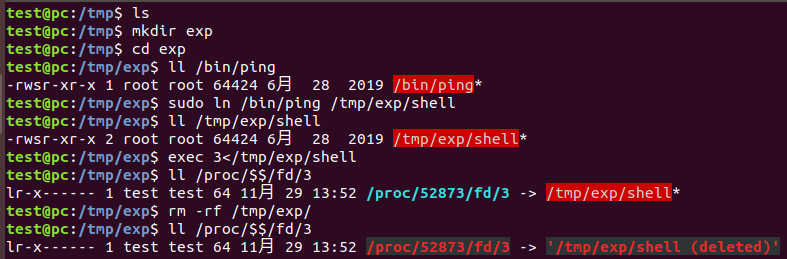 test@pc:/tmp$ ls
test@pc:/tmp$ mkdir exp
test@pc:/tmp$ cd exp
test@pc:/tmp/exp$ ll /bin/ping
-rwsr-xr-x 1 root root 64424 6月  28  2019 /bin/ping*
test@pc:/tmp/exp$ sudo ln /bin/ping /tmp/exp/shell
test@pc:/tmp/exp$ ll /tmp/exp/shell
-rwsr-xr-x 2 root root 64424 6月  28  2019 /tmp/exp/shell*
test@pc:/tmp/exp$ exec 3</tmp/exp/shell
test@pc:/tmp/exp$ ll /proc/$$/fd/3
lr-x------ 1 test test 64 11月 29 13:52 /proc/52873/fd/3 -> /tmp/exp/shell*
test@pc:/tmp/exp$ rm -rf /tmp/exp/
test@pc:/tmp/exp$ ll /proc/$$/fd/3
lr-x------ 1 test test 64 11月 29 13:52 /proc/52873/fd/3 -> '/tmp/exp/shell (deleted)'